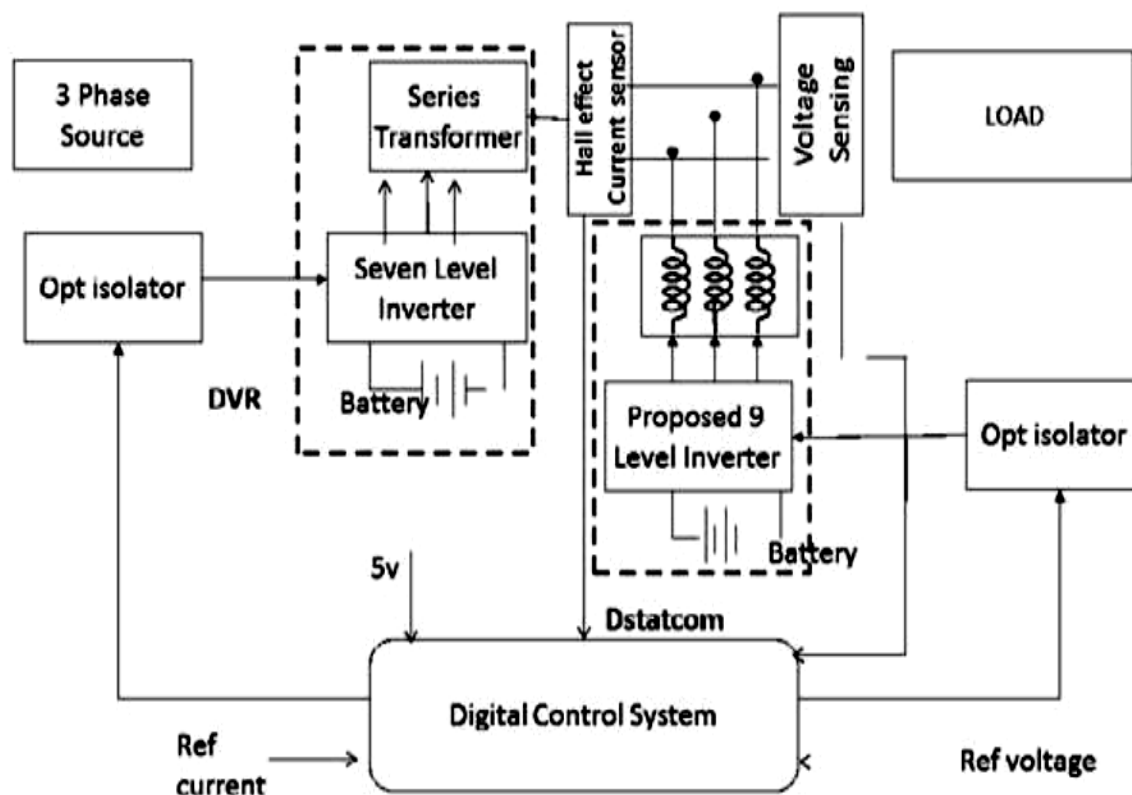 3 Phase
Source
Series
Transformer
Hall effect
Current sensor
Voltage
Sensing
LOAD
Opt isolator
Seven Level
Inverter
DVR
Battery
Proposed 9
Level Inverter
Opt isolator
Battery
5v
Dstatcom
Digital Control System
Ref
current
Ref voltage